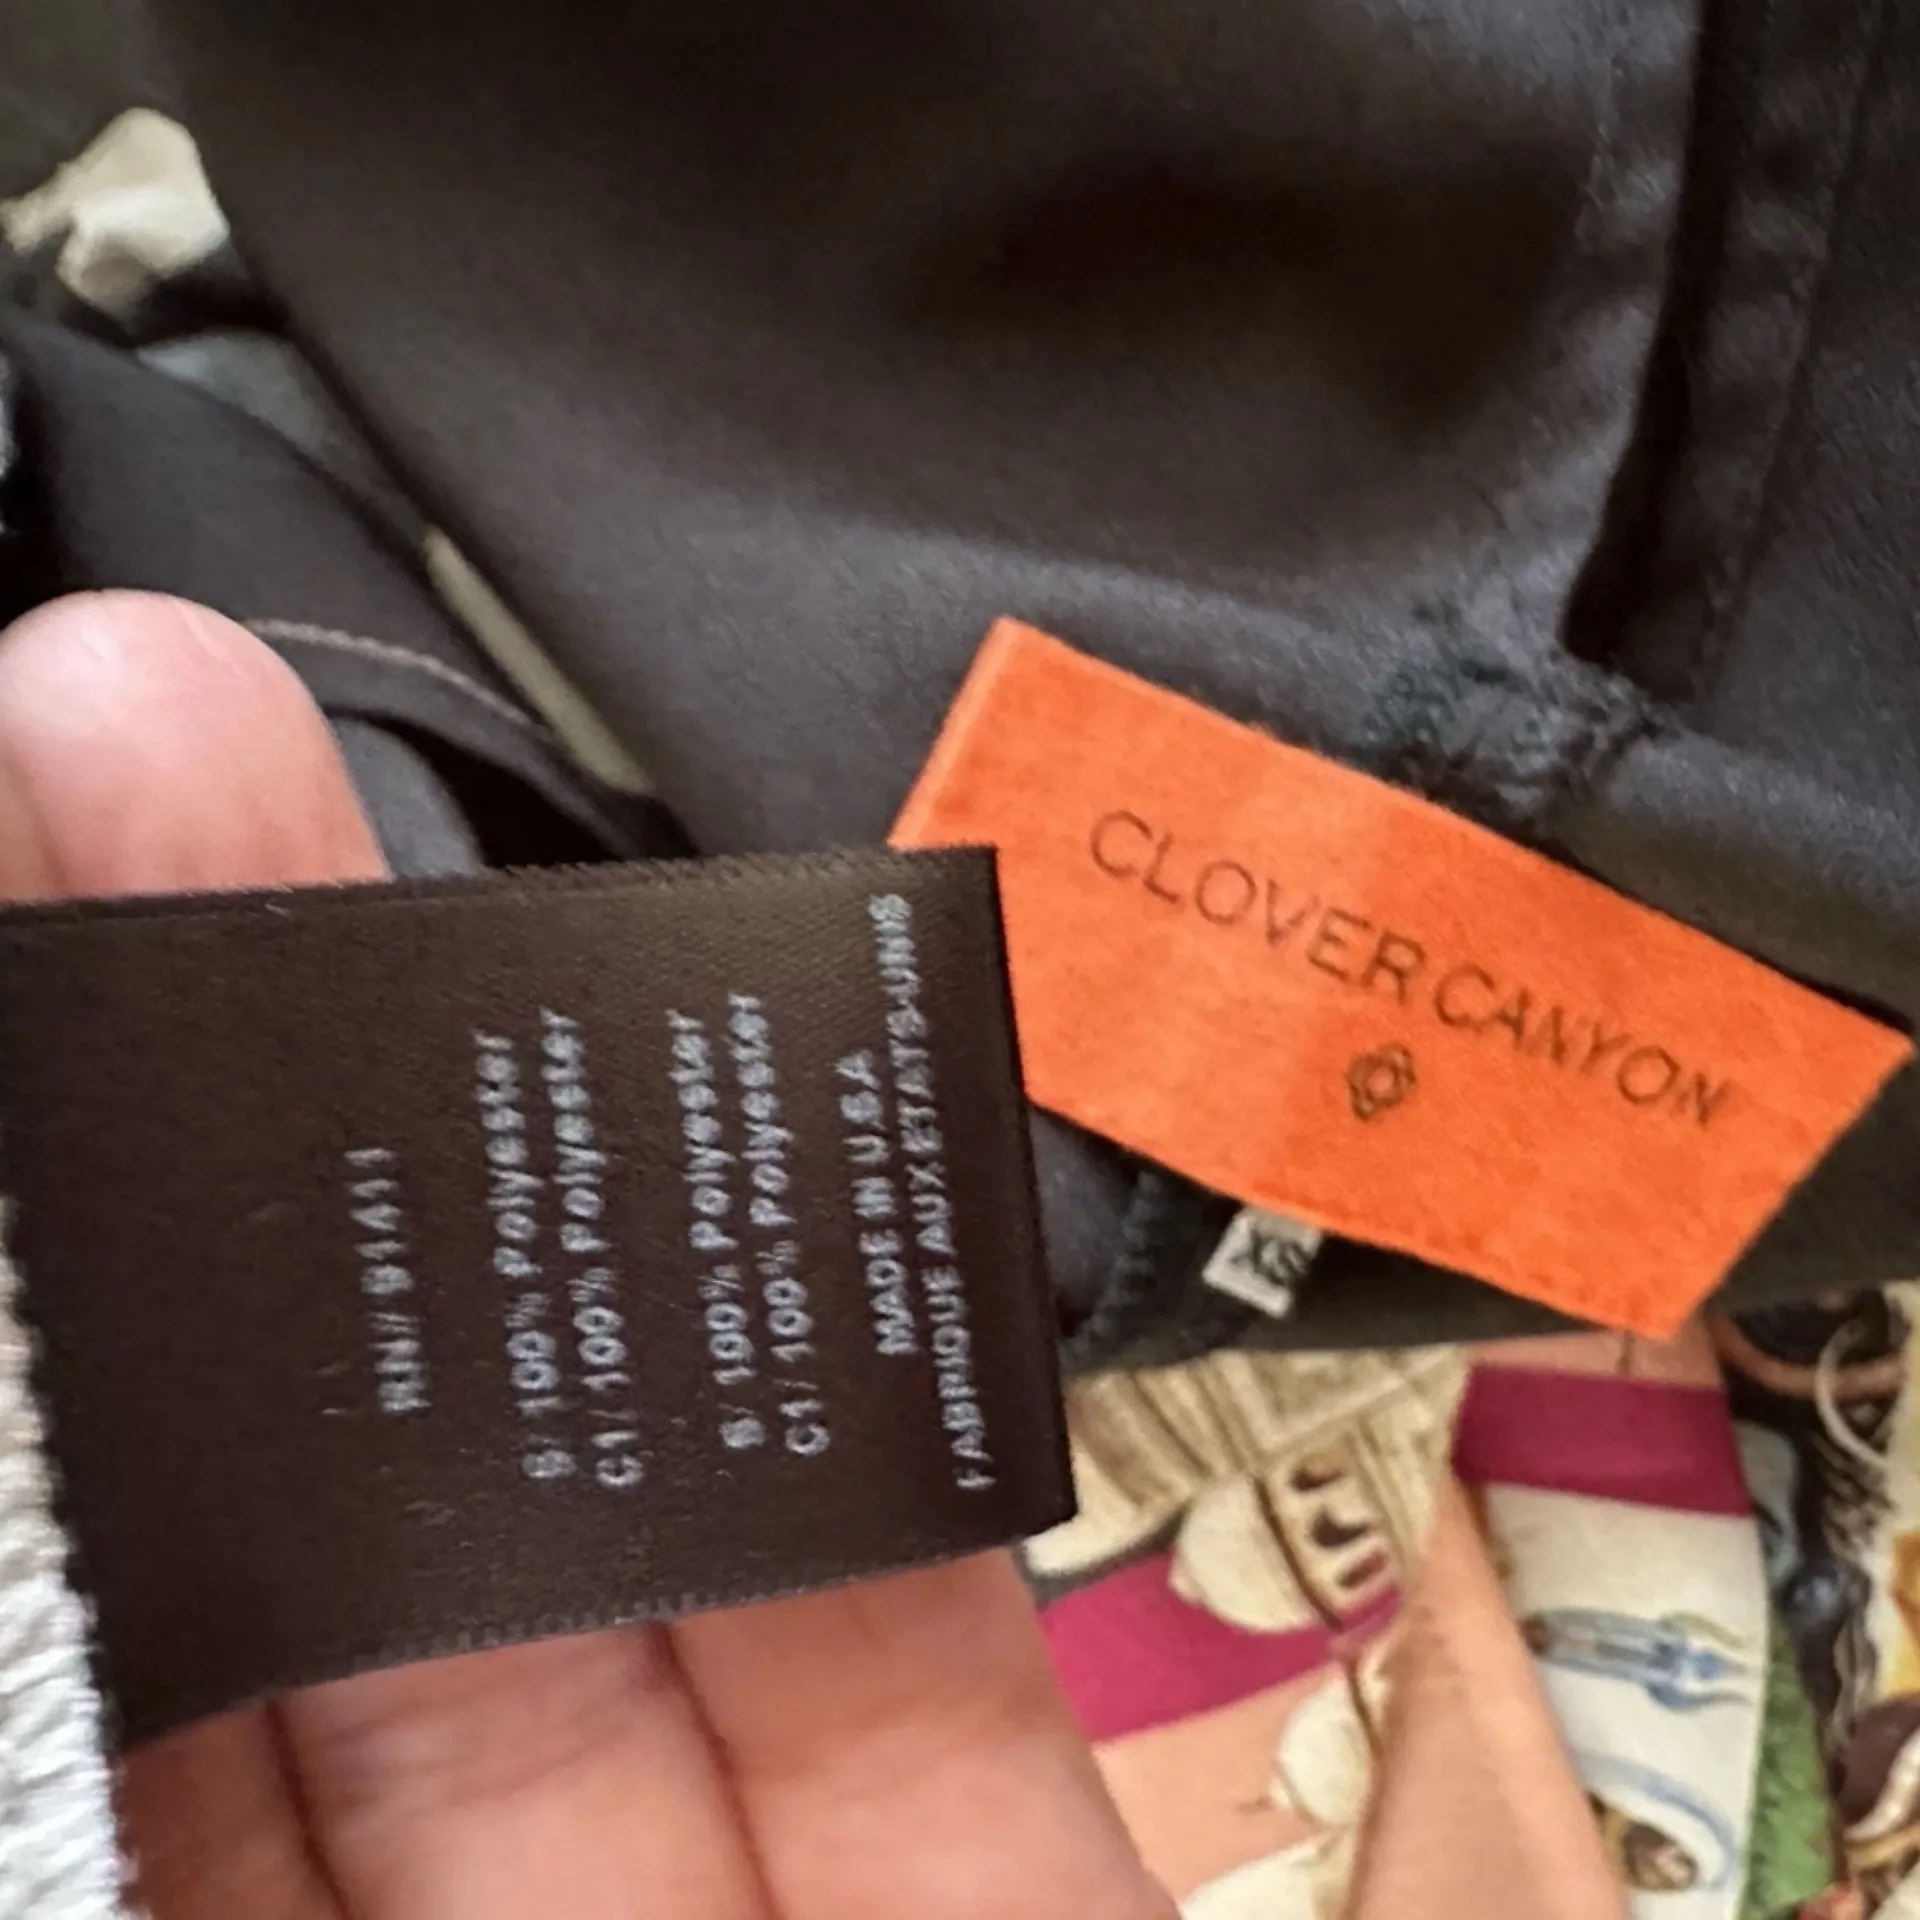 CLOVER CANYON
XS
RN// 91411
S/ 100% Polyester
C1/ 100% Polyester
S/ 100% Polyester
C1/ 100% Polyester
MADE IN U.S.A
FABRIQUE AUX ETATS-UNIS